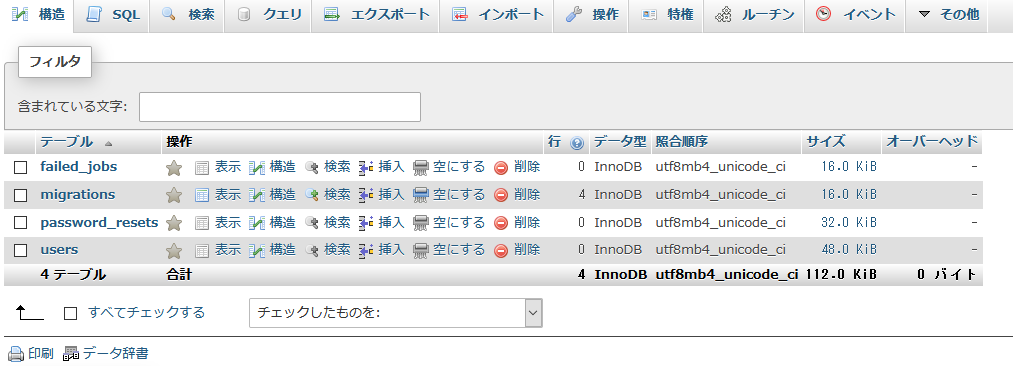 構造 SQL 検索 クエリ エクスポート インポート 操作 特権 ルーチン イベント その他
フィルタ
含まれている文字:
テーブル 操作 行 データ型 照合順序 サイズ オーバーヘッド
failed_jobs 表示 構造 検索 挿入 空にする 削除 0 InnoDB utf8mb4_unicode_ci 16.0 KiB -
migrations 表示 構造 検索 挿入 空にする 削除 4 InnoDB utf8mb4_unicode_ci 16.0 KiB -
password_resets 表示 構造 検索 挿入 空にする 削除 0 InnoDB utf8mb4_unicode_ci 32.0 KiB -
users 表示 構造 検索 挿入 空にする 削除 0 InnoDB utf8mb4_unicode_ci 48.0 KiB -
4 テーブル 合計 4 InnoDB utf8mb4_unicode_ci 112.0 KiB 0 バイト
すべてチェックする チェックしたものを:
印刷 データ辞書